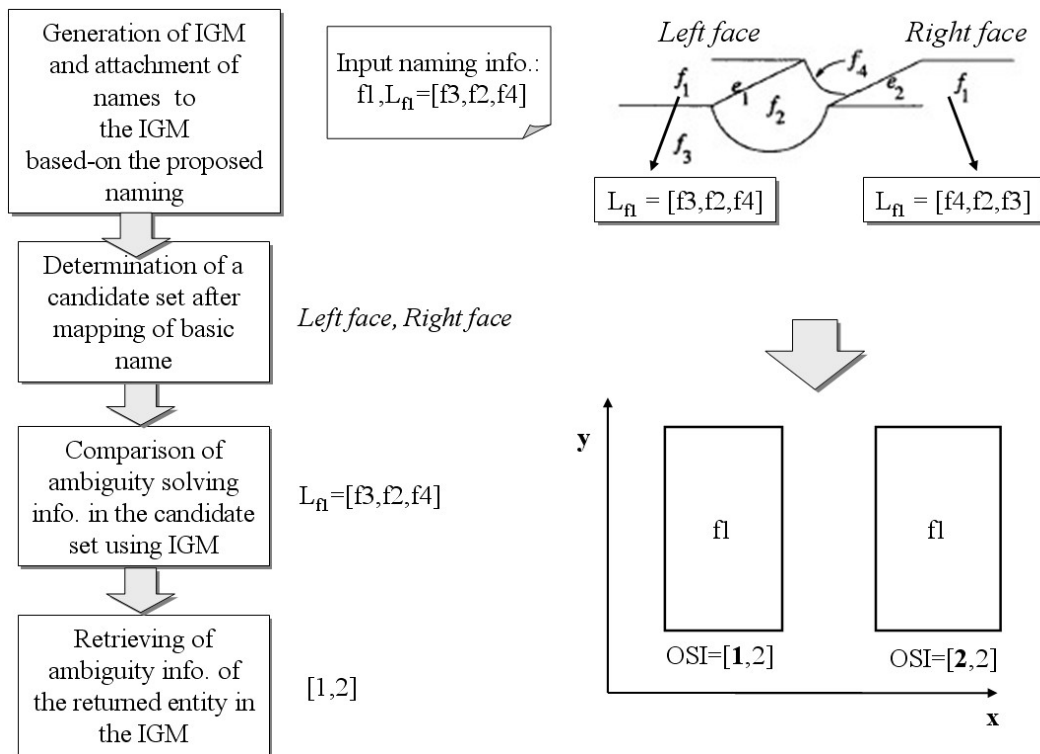 Generation of IGM
and attachment of
names to
the IGM
based-on the proposed
naming
Input naming info.:
f1,Lf1=[f3,f2,f4]
Left face
Right face
f1
e1
f2
f4
e2
f1
f3
Lf1 = [f3,f2,f4]
Lf1 = [f4,f2,f3]
Determination of a
candidate set after
mapping of basic
name
Left face, Right face
Comparison of
ambiguity solving
info. in the candidate
set using IGM
Lf1=[f3,f2,f4]
Retrieving of
ambiguity info. of
the returned entity in
the IGM
[1,2]
y
f1
f1
OSI=[1,2]
OSI=[2,2]
x